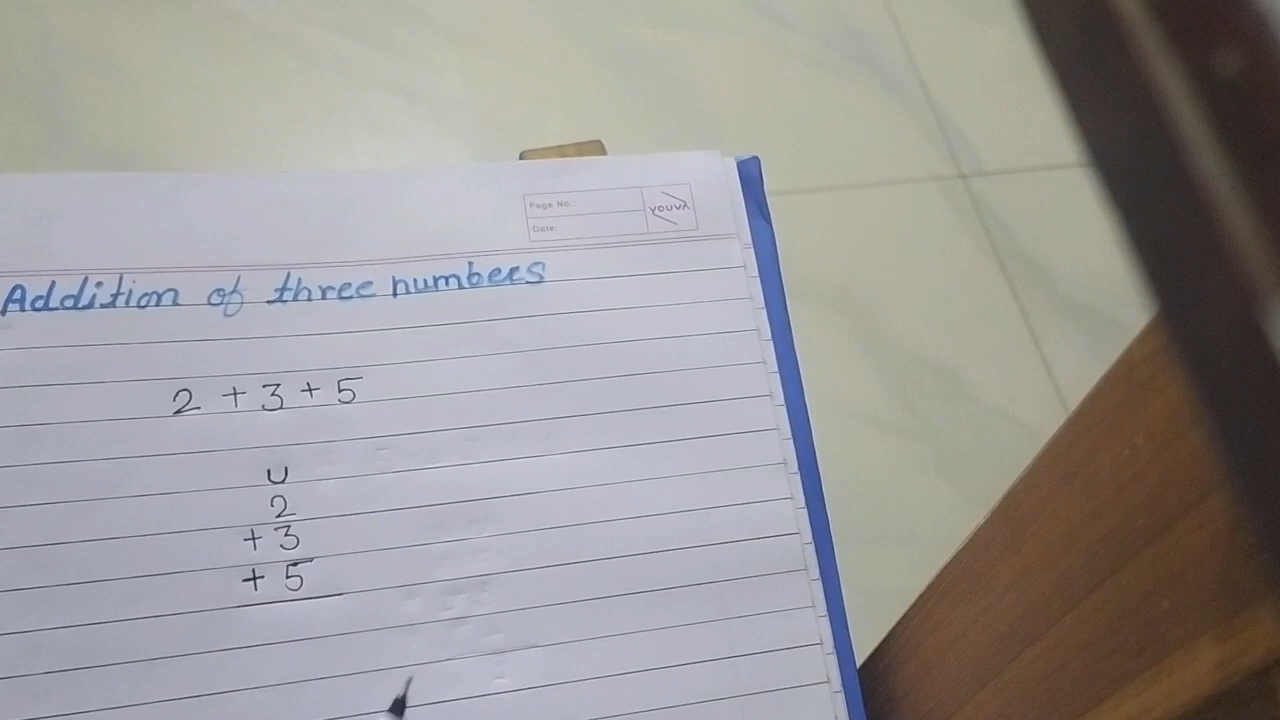 Page No.:
Date:
YOUVA
Addition of three numbers
2 + 3 + 5
U
2
+ 3
+ 5